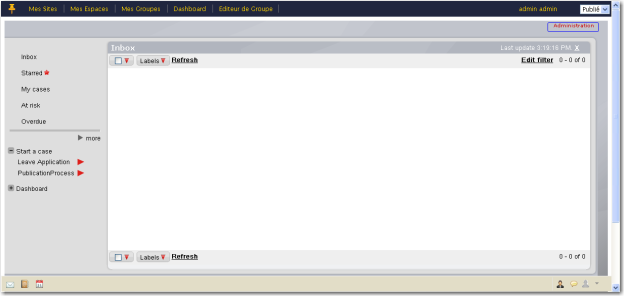 Mes Sites Mes Espaces Mes Groupes Dashboard Editeur de Groupe admin admin Publié
Administration
Inbox Last update 3:19:16 PM X
Labels Refresh Edit filter 0 - 0 of 0
Inbox
Starred
My cases
At risk
Overdue
more
Start a case
Leave Application
PublicationProcess
Dashboard
Labels Refresh 0 - 0 of 0